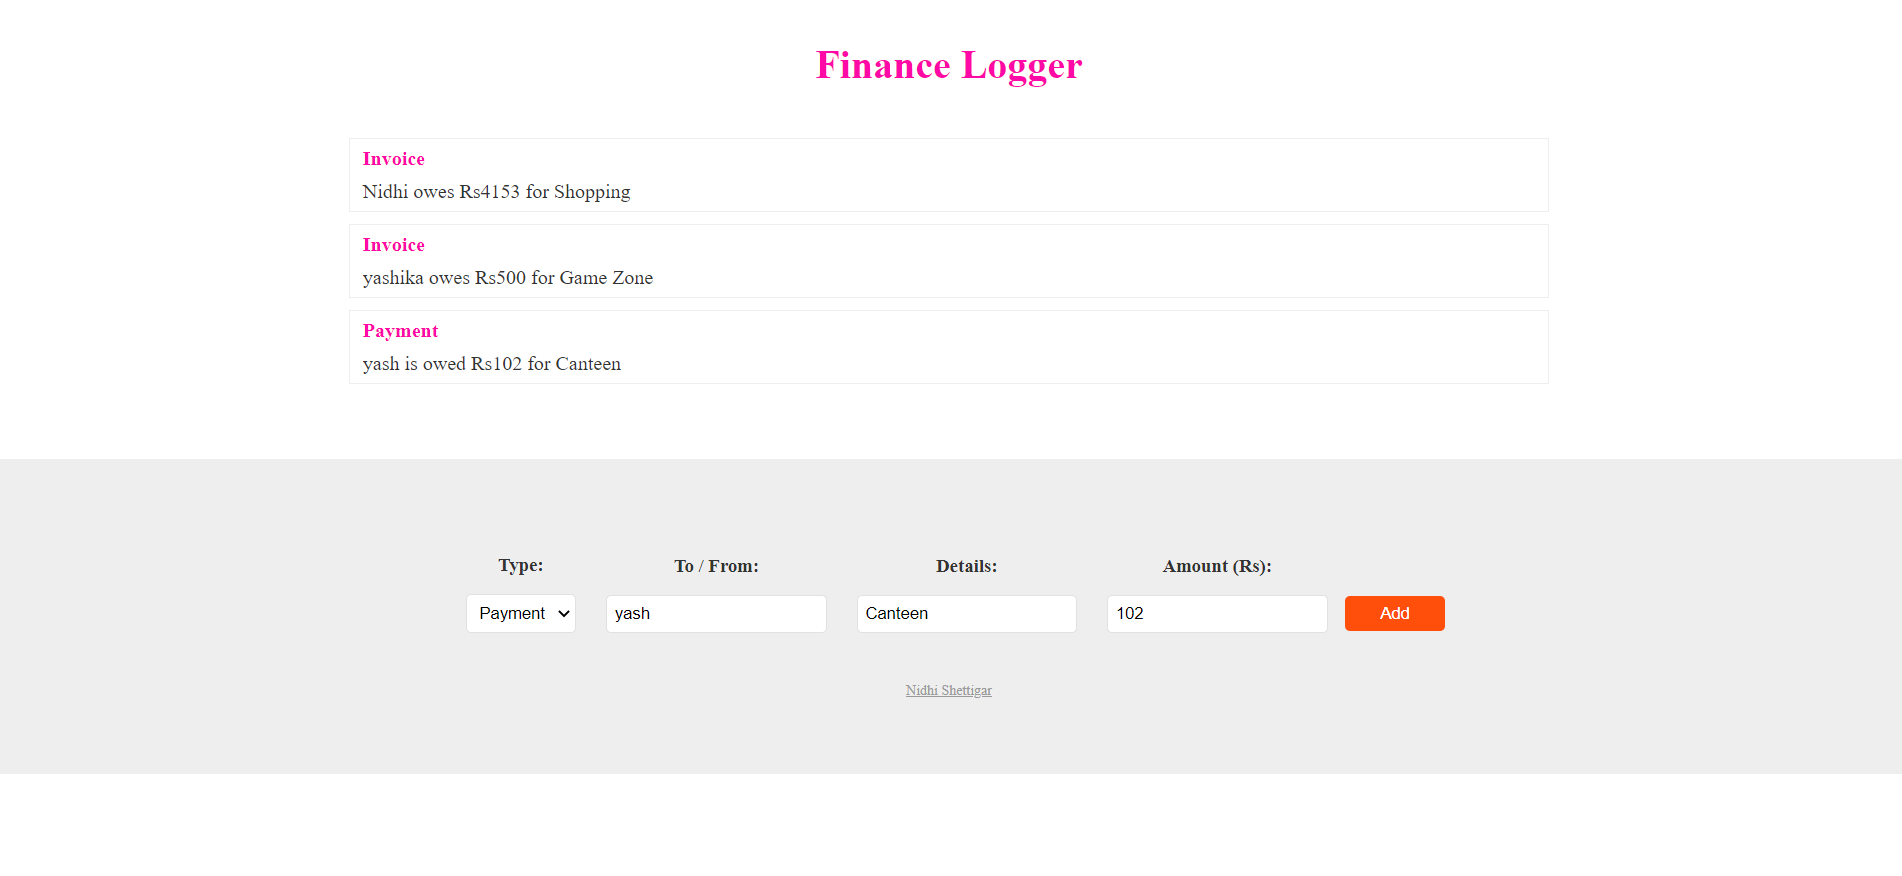 Finance Logger
Invoice
Nidhi owes Rs4153 for Shopping
Invoice
yashika owes Rs500 for Game Zone
Payment
yash is owed Rs102 for Canteen
Type: To / From: Details: Amount (Rs):
Payment yash Canteen 102 Add
Nidhi Shettigar